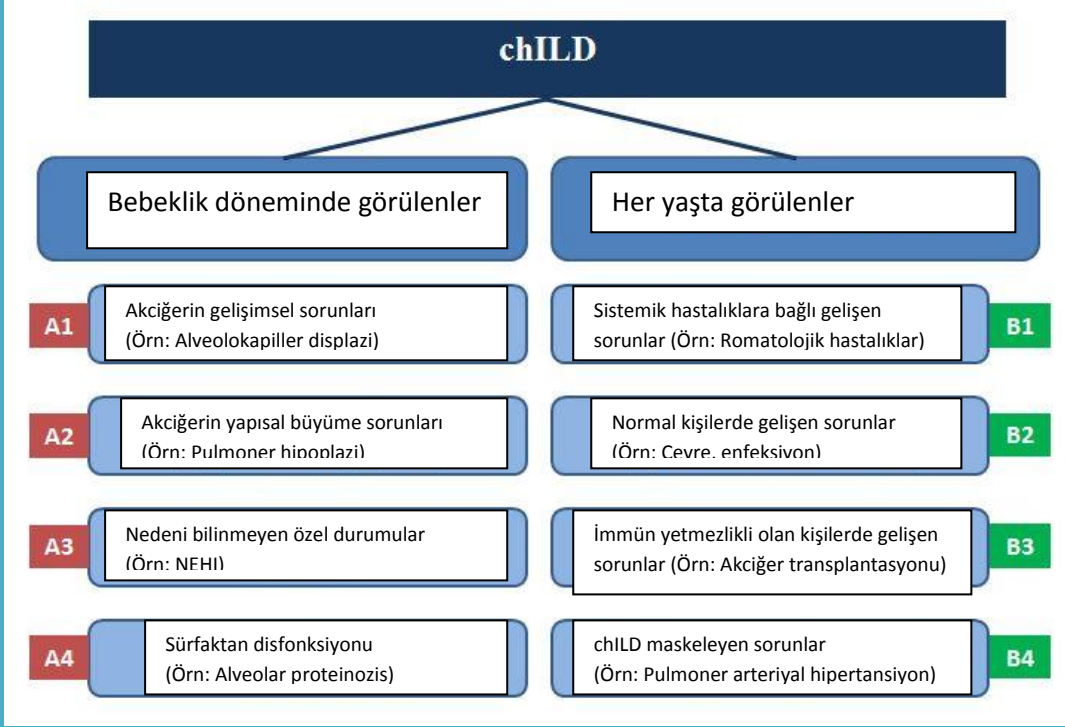 chILD
Bebeklik döneminde görülenler
Her yaşta görülenler
A1
Akciğerin gelişimsel sorunları
(Örn: Alveolokapiller displazi)
Sistemik hastalıklara bağlı gelişen
sorunlar (Örn: Romatolojik hastalıklar)
B1
A2
Akciğerin yapısal büyüme sorunları
(Örn: Pulmoner hipoplazi)
Normal kişilerde gelişen sorunlar
(Örn: Çevre, enfeksiyon)
B2
A3
Nedeni bilinmeyen özel durumular
(Örn: NEHI)
İmmün yetmezlikli olan kişilerde gelişen
sorunlar (Örn: Akciğer transplantasyonu)
B3
A4
Sürfaktan disfonksiyonu
(Örn: Alveolar proteinozis)
chILD maskeleyen sorunlar
(Örn: Pulmoner arteriyal hipertansiyon)
B4